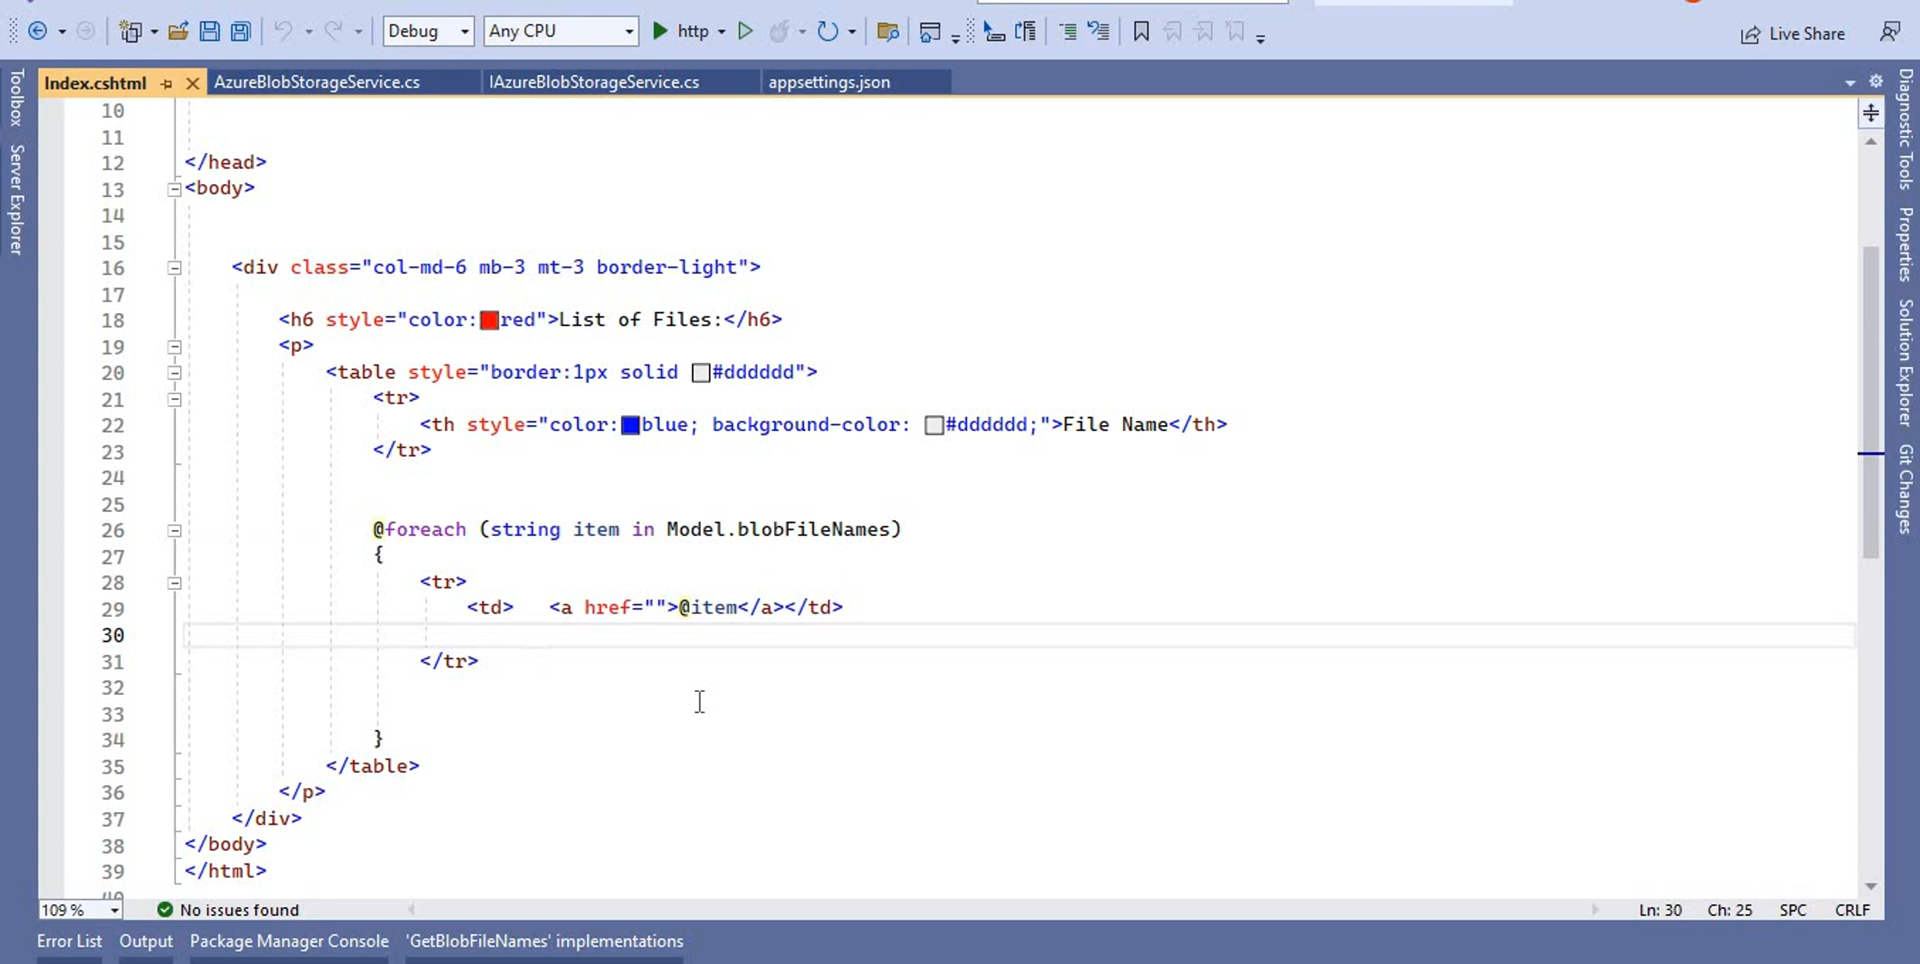 Debug Any CPU http Live Share
Toolbox
Server Explorer
Index.cshtml AzureBlobStorageService.cs IAzureBlobStorageService.cs appsettings.json
10
11
12 </head>
13 <body>
14
15
16 <div class="col-md-6 mb-3 mt-3 border-light">
17
18 <h6 style="color:red">List of Files:</h6>
19 <p>
20 <table style="border:1px solid #dddddd">
21 <tr>
22 <th style="color:blue; background-color: #dddddd;">File Name</th>
23 </tr>
24
25
26 @foreach (string item in Model.blobFileNames)
27 {
28 <tr>
29 <td> <a href="">@item</a></td>
30
31 </tr>
32
33
34 }
35 </table>
36 </p>
37 </div>
38 </body>
39 </html>
Diagnostic Tools
Properties
Solution Explorer
Git Changes
109 % No issues found Ln: 30 Ch: 25 SPC CRLF
Error List Output Package Manager Console 'GetBlobFileNames' implementations